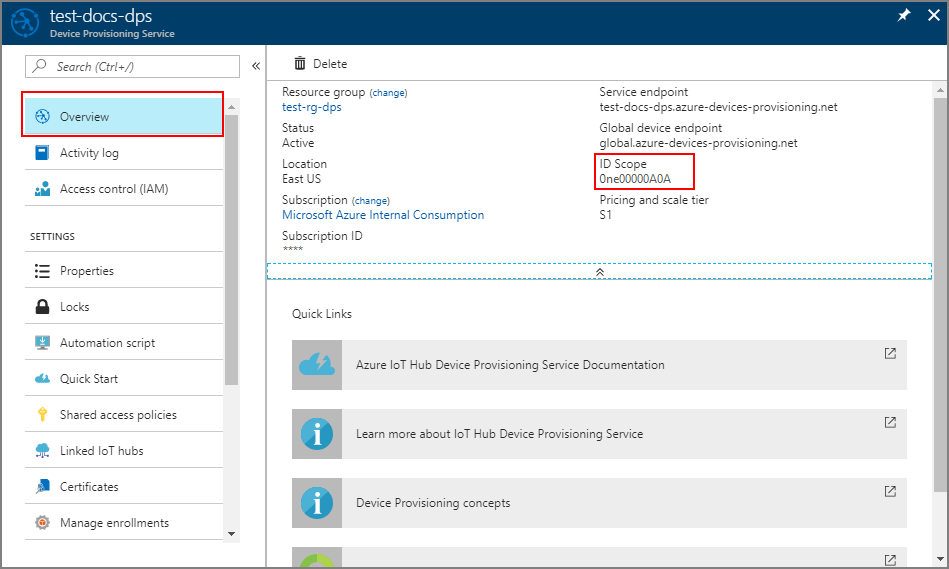 test-docs-dps
Device Provisioning Service
Search (Ctrl+/)
Overview
Activity log
Access control (IAM)
SETTINGS
Properties
Locks
Automation script
Quick Start
Shared access policies
Linked IoT hubs
Certificates
Manage enrollments
Delete
Resource group (change)
test-rg-dps
Status
Active
Location
East US
Subscription (change)
Microsoft Azure Internal Consumption
Subscription ID
****
Service endpoint
test-docs-dps.azure-devices-provisioning.net
Global device endpoint
global.azure-devices-provisioning.net
ID Scope
0ne00000A0A
Pricing and scale tier
S1
Quick Links
Azure IoT Hub Device Provisioning Service Documentation
Learn more about IoT Hub Device Provisioning Service
Device Provisioning concepts